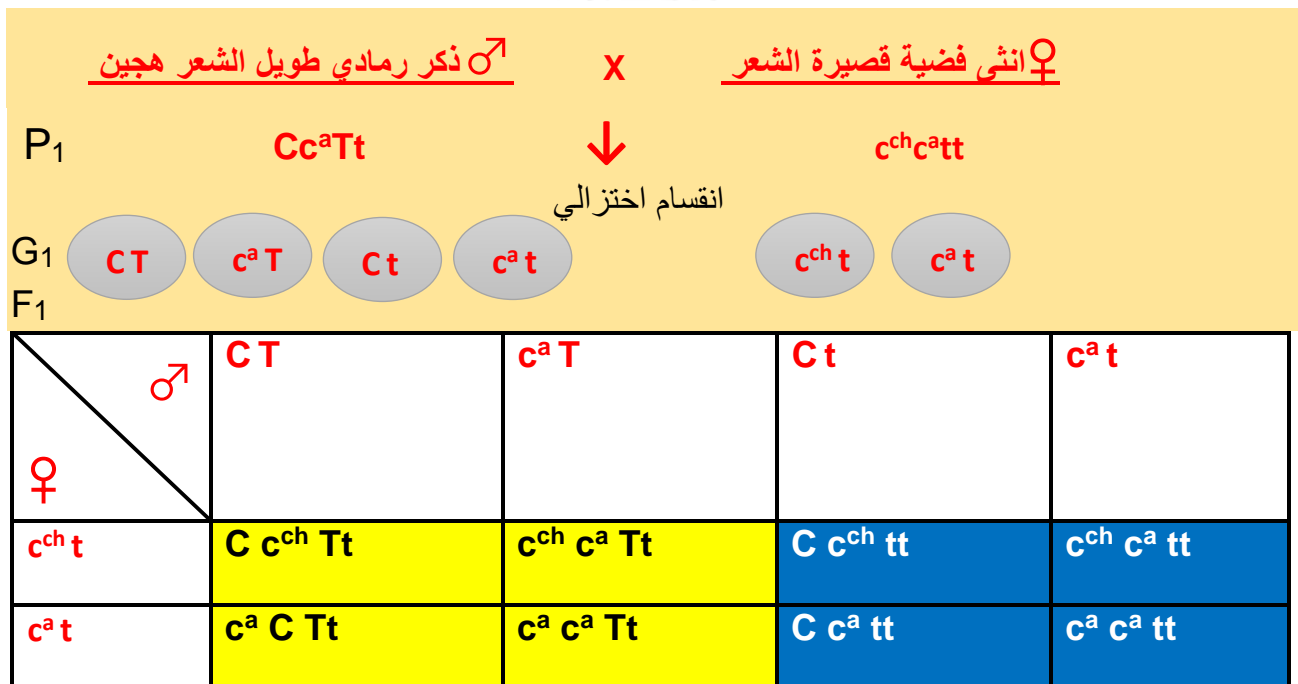 ♀انثى فضية قصيرة الشعر x ♂ ذكر رمادي طويل الشعر هجين
P₁ CcᵃTt ↓ cᶜʰcᵃtt
انقسام اختزالي
G₁ C T cᵃ T C t cᵃ t cᶜʰ t cᵃ t
F₁
♂ ♀ C T cᵃ T C t cᵃ t
cᶜʰ t C cᶜʰ Tt cᶜʰ cᵃ Tt C cᶜʰ tt cᶜʰ cᵃ tt
cᵃ t cᵃ C Tt cᵃ cᵃ Tt C cᵃ tt cᵃ cᵃ tt